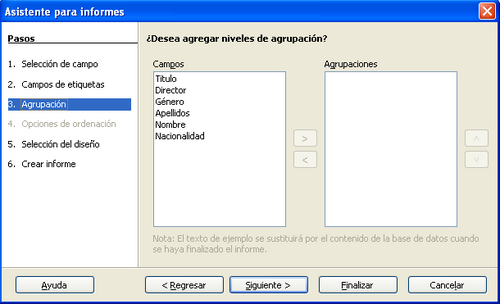 Asistente para informes
Pasos
1. Selección de campo
2. Campos de etiquetas
3. Agrupación
4. Opciones de ordenación
5. Selección del diseño
6. Crear informe
¿Desea agregar niveles de agrupación?
Campos
Titulo
Director
Género
Apellidos
Nombre
Nacionalidad
>
<
Agrupaciones
^
v
Nota: El texto de ejemplo se sustituirá por el contenido de la base de datos cuando
se haya finalizado el informe.
Ayuda
< Regresar
Siguiente >
Finalizar
Cancelar